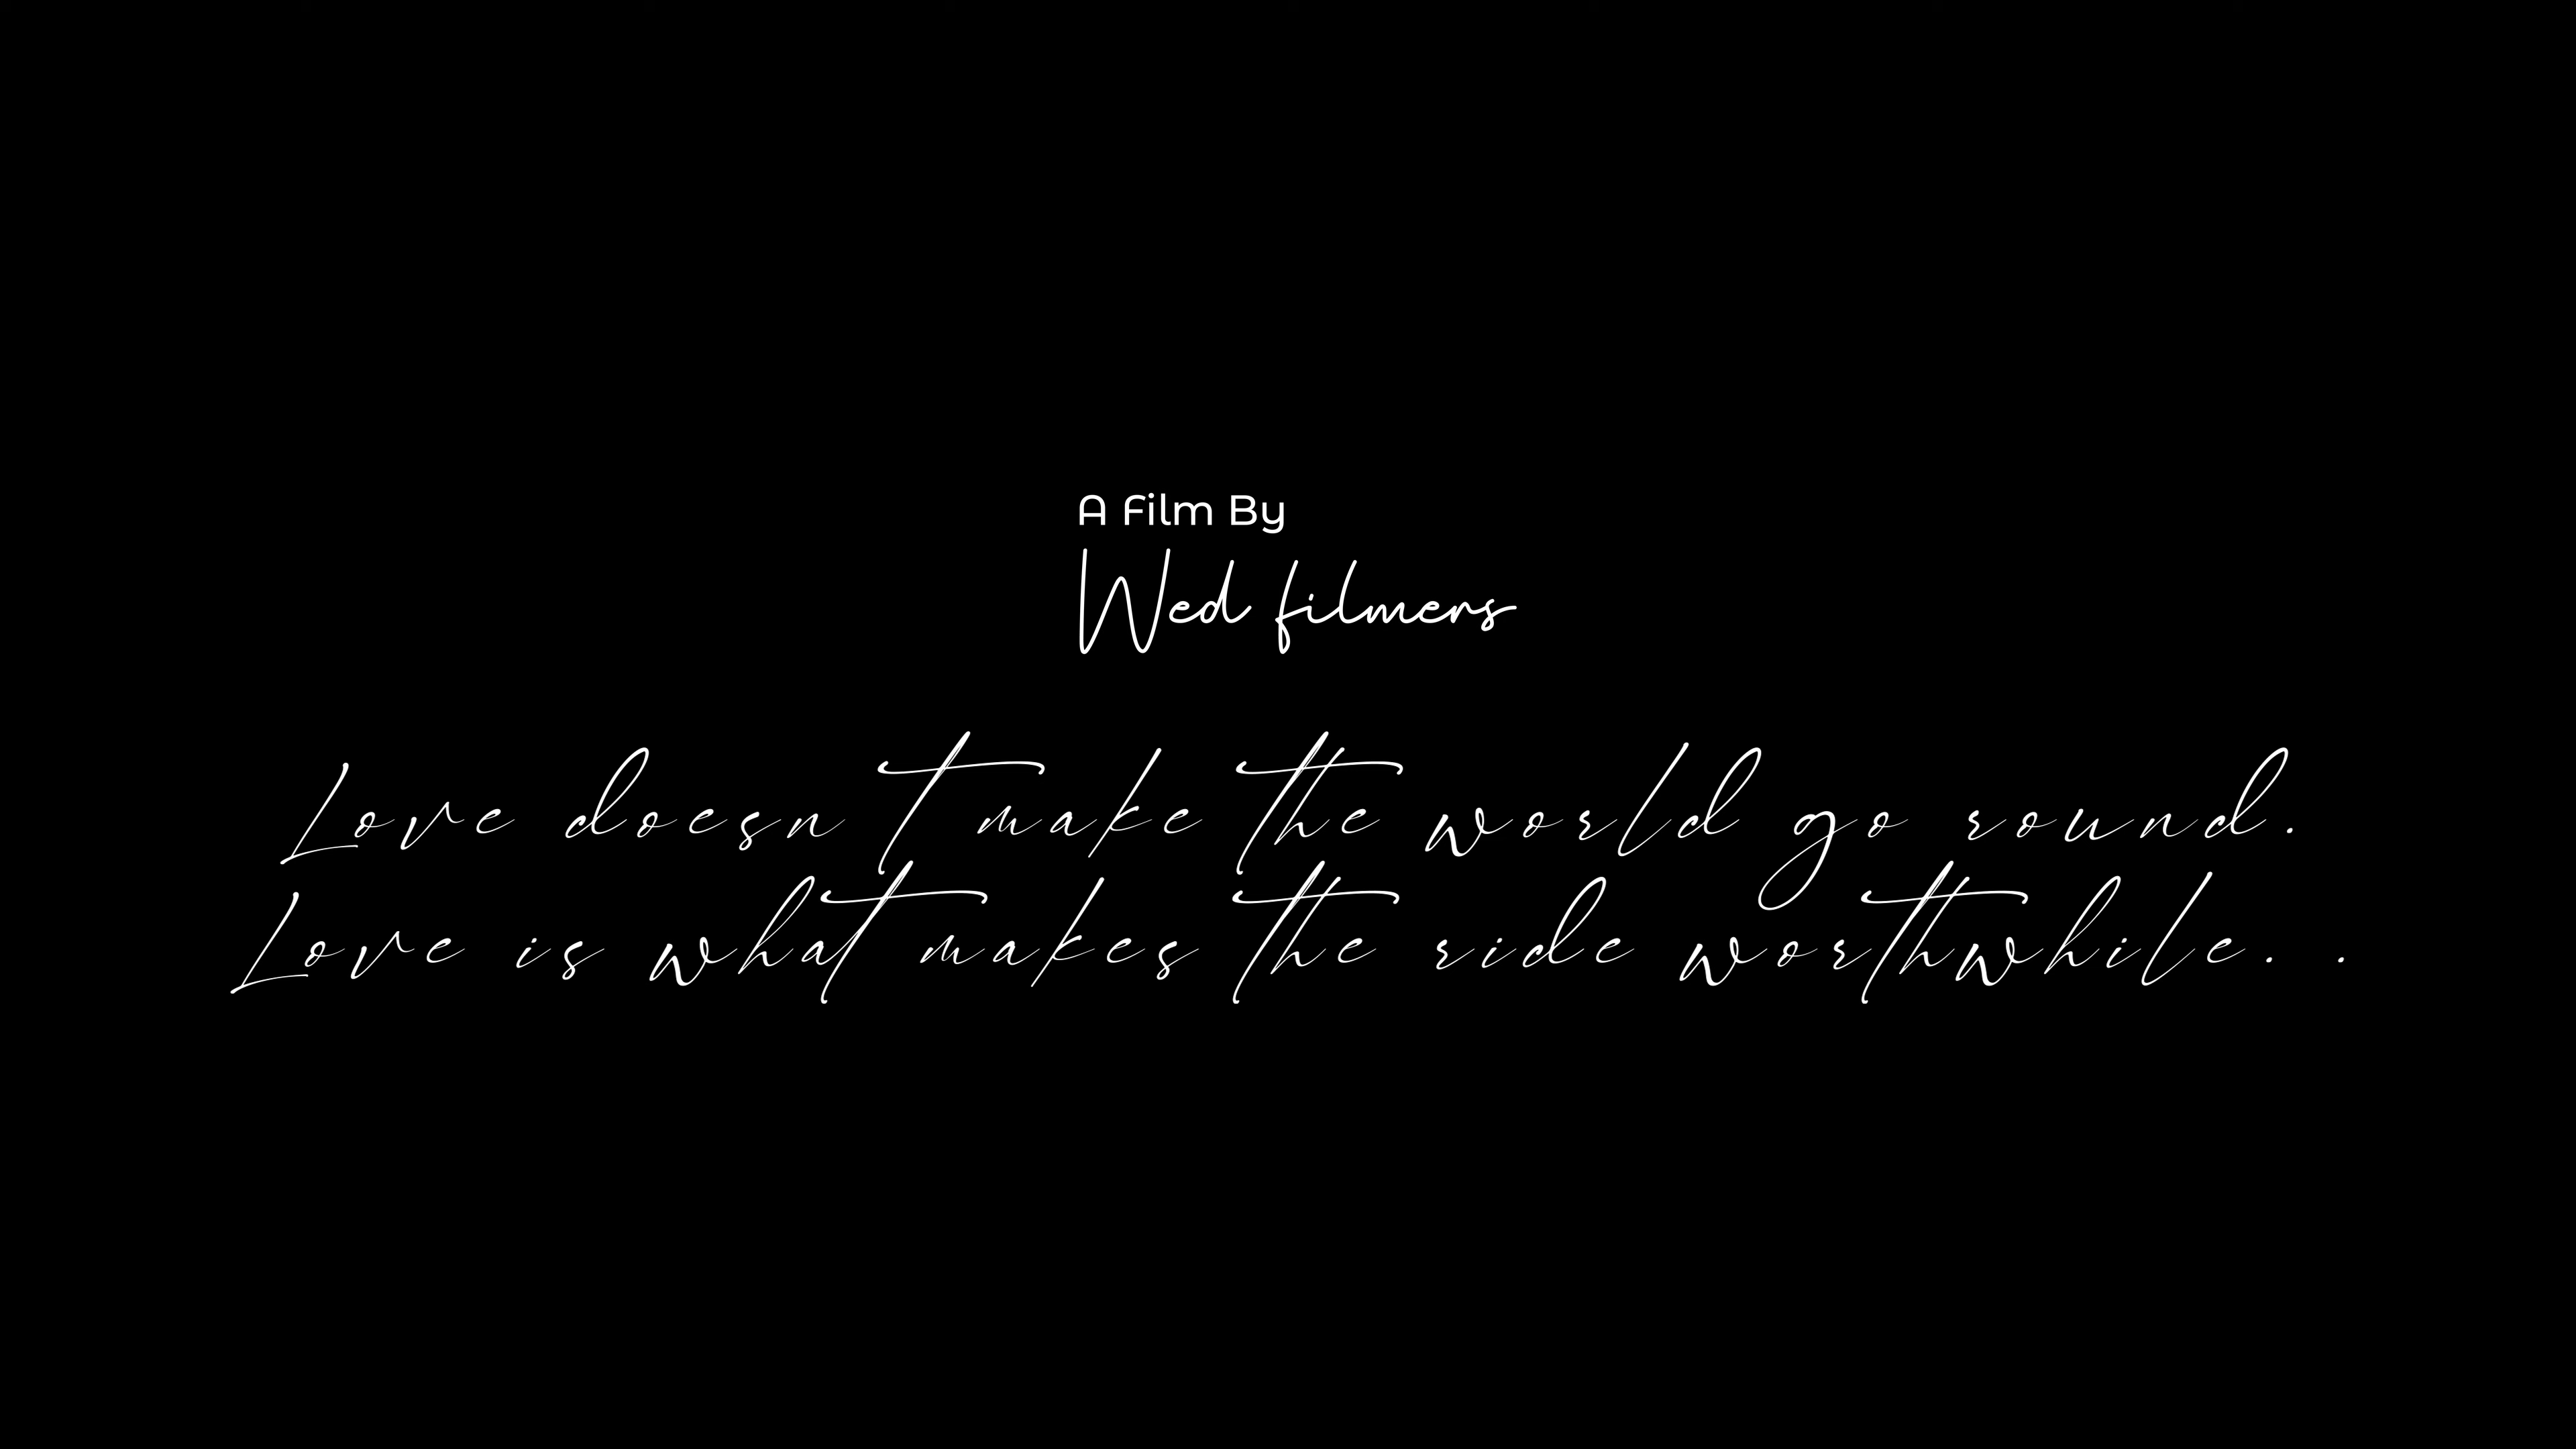 A Film By
Wed filmers
Love doesn t make the world go round.
Love is what makes the ride worthwhile. .